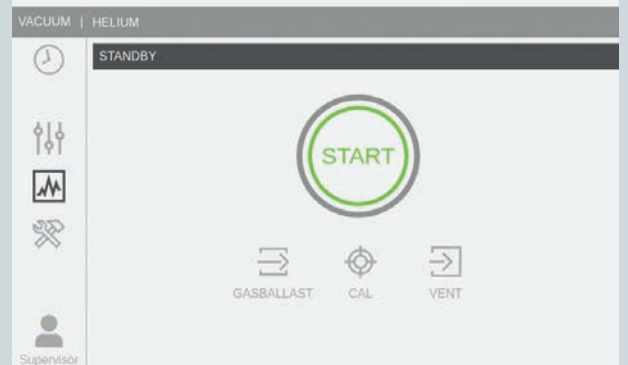 VACUUM | HELIUM
STANDBY
START
GASBALLAST CAL VENT
Supervisor